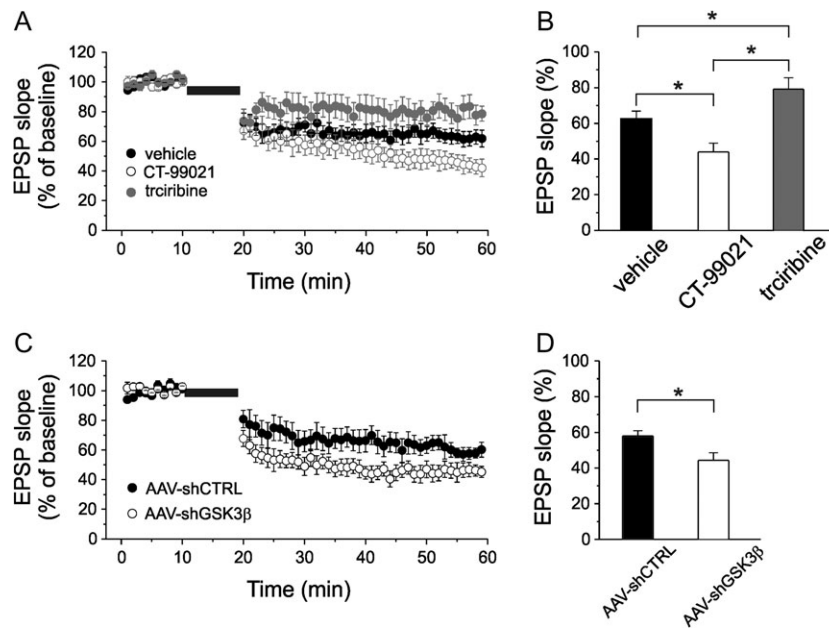 A
EPSP slope
(% of baseline)
120
100
80
60
40
20
0
vehicle
CT-99021
trciribine
0 10 20 30 40 50 60
Time (min)
B
EPSP slope (%)
100
80
60
40
20
0
*
*
*
vehicle
CT-99021
trciribine
C
EPSP slope
(% of baseline)
120
100
80
60
40
20
0
AAV-shCTRL
AAV-shGSK3β
0 10 20 30 40 50 60
Time (min)
D
EPSP slope (%)
100
80
60
40
20
0
*
AAV-shCTRL
AAV-shGSK3β